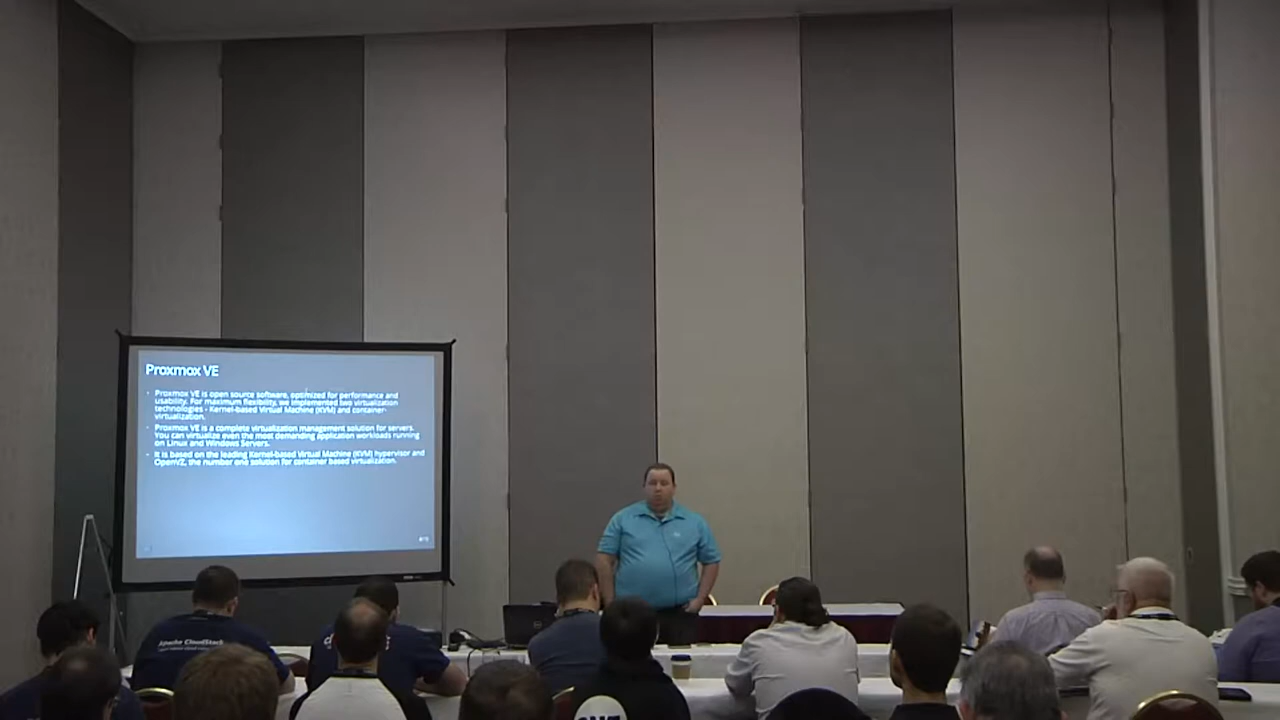 Proxmox VE
Proxmox VE is open source software, optimized for performance and
usability. For maximum flexibility, we implemented two virtualization
technologies - Kernel-based Virtual Machine (KVM) and container-
virtualization.
Proxmox VE is a complete virtualization management solution for servers.
You can virtualize even the most demanding application workloads running
on Linux and Windows Servers.
It is based on the leading Kernel-based Virtual Machine (KVM) hypervisor and
OpenVZ, the number one solution for container based virtualization.
Apache CloudStack